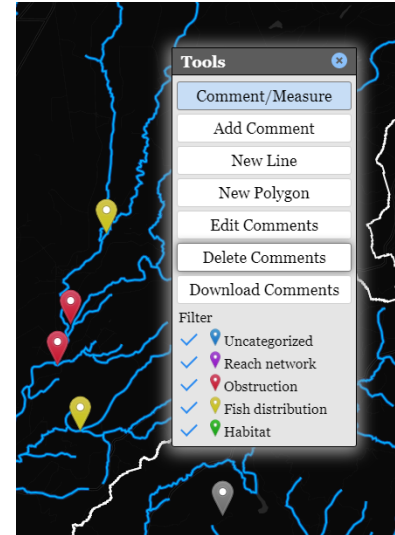 Tools
Comment/Measure
Add Comment
New Line
New Polygon
Edit Comments
Delete Comments
Download Comments
Filter
Uncategorized
Reach network
Obstruction
Fish distribution
Habitat